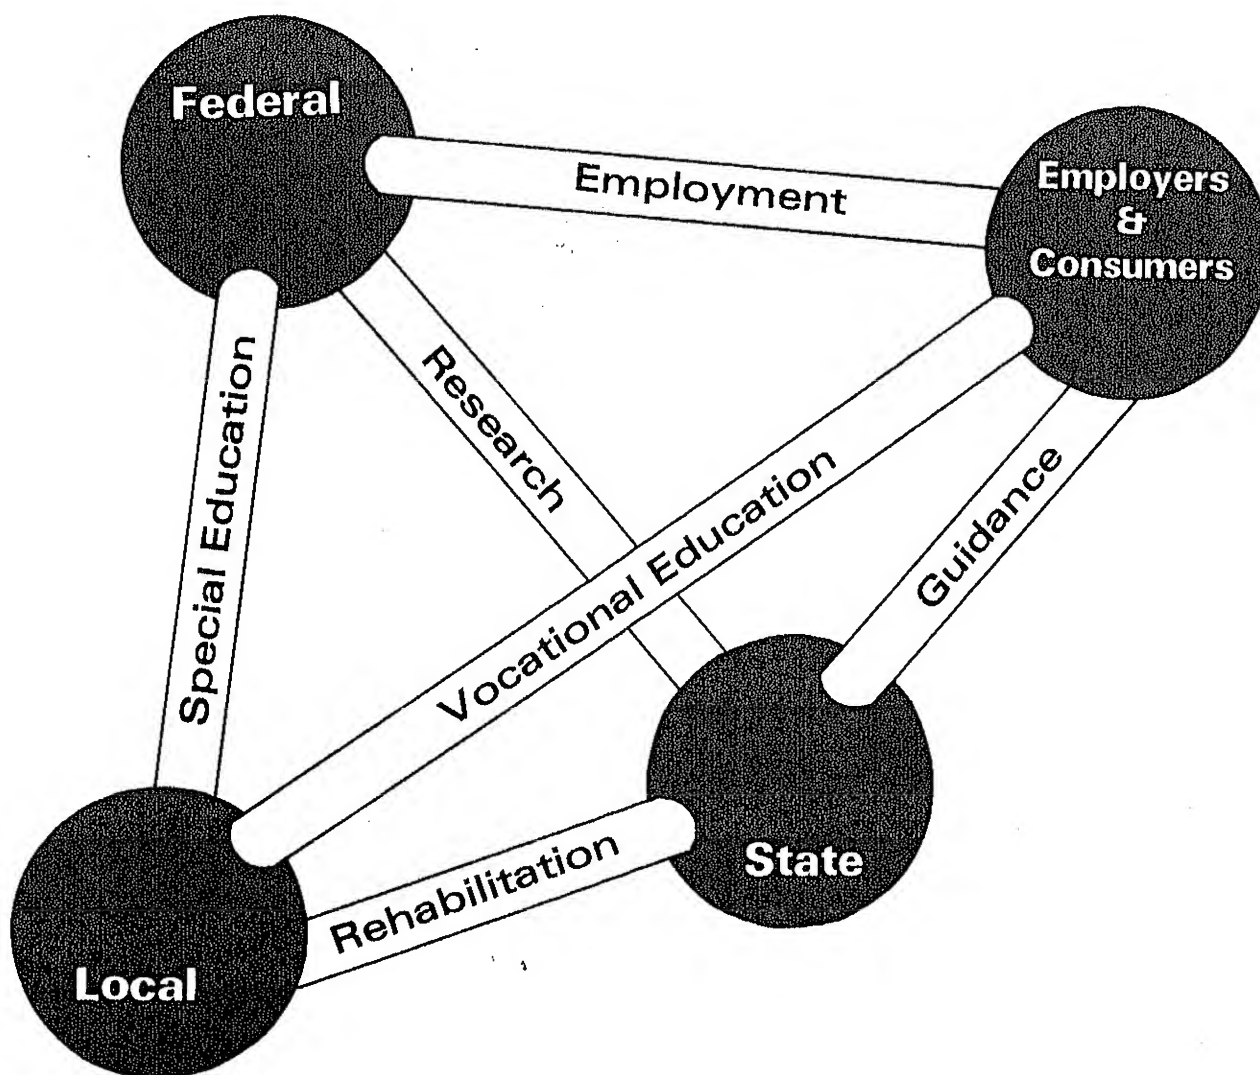 Federal
Employment
Employers
&
Consumers
Research
Special Education
Vocational Education
Guidance
State
Rehabilitation
Local